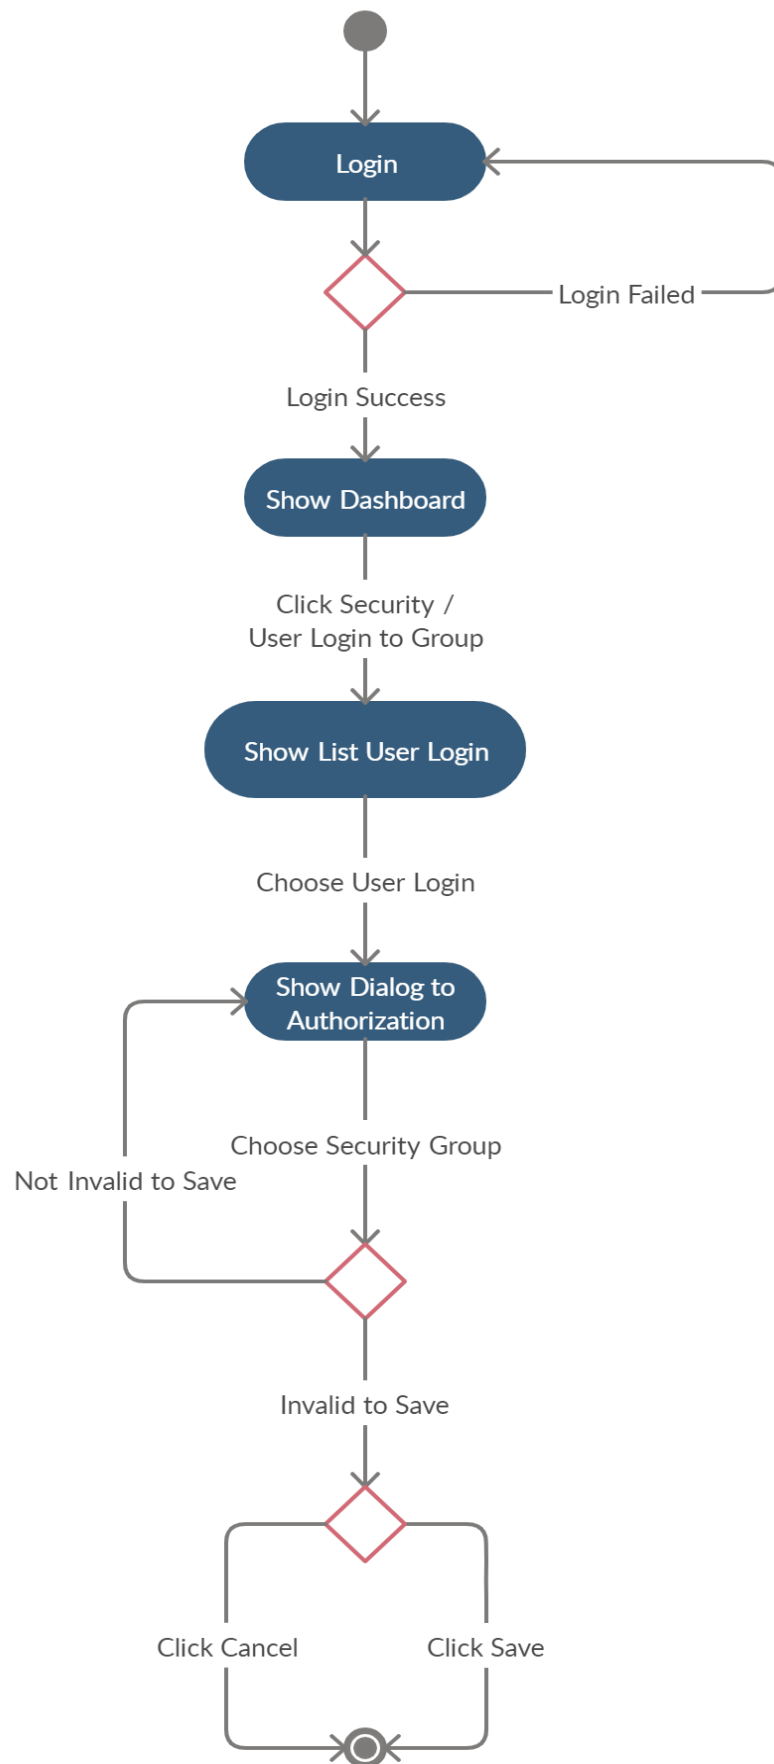 Login
Login Failed
Login Success
Show Dashboard
Click Security /
User Login to Group
Show List User Login
Choose User Login
Show Dialog to
Authorization
Choose Security Group
Not Invalid to Save
Invalid to Save
Click Cancel
Click Save